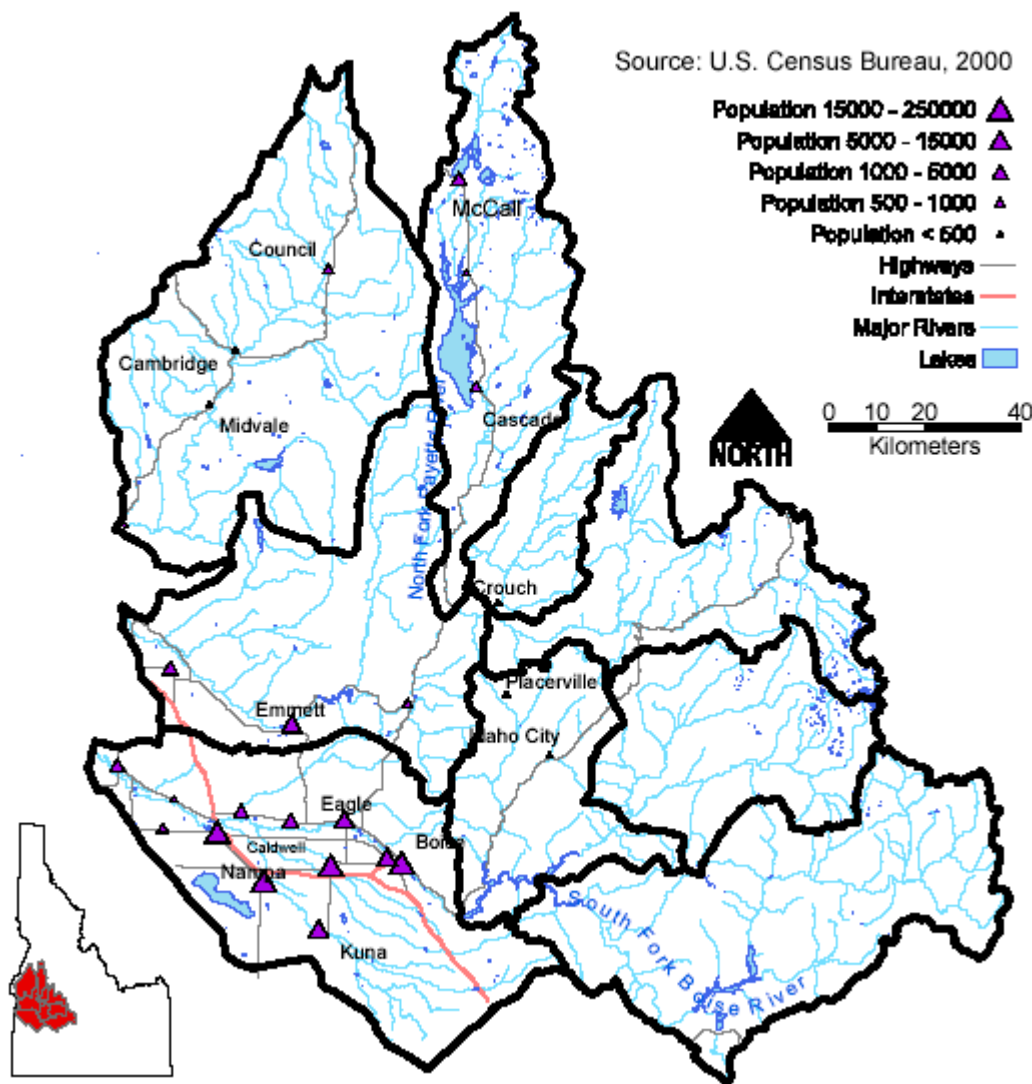 Source: U.S. Census Bureau, 2000
Population 15000 - 250000
Population 5000 - 15000
Population 1000 - 5000
Population 500 - 1000
Population < 500
Highways
Interstates
Major Rivers
Lakes
0 10 20 40
Kilometers
NORTH
McCall
Council
Cambridge
Midvale
Cascade
North Fork Payette River
Crouch
Placerville
Idaho City
Emmett
Eagle
Boise
Caldwell
Nampa
Kuna
South Fork Boise River